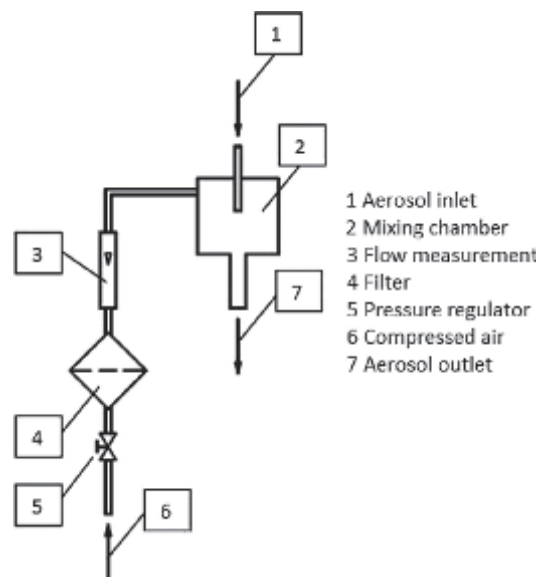 1
2
1 Aerosol inlet
2 Mixing chamber
3 Flow measurement
4 Filter
5 Pressure regulator
6 Compressed air
7 Aerosol outlet
3
7
4
5
6